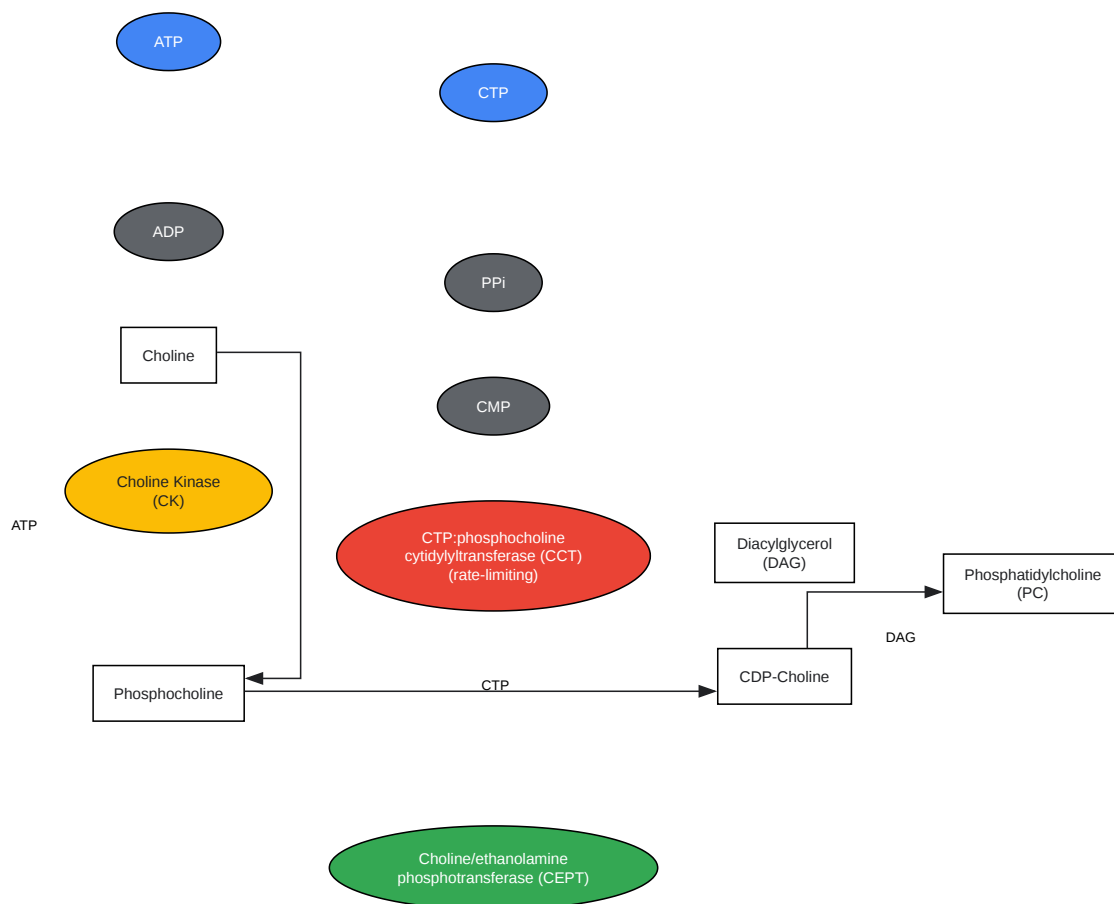 ATP
CTP
ADP
PPi
Choline
CMP
Choline Kinase
(CK)
ATP
CTP:phosphocholine
cytidylyltransferase (CCT)
(rate-limiting)
Diacylglycerol
(DAG)
Phosphatidylcholine
(PC)
DAG
Phosphocholine
CTP
CDP-Choline
Choline/ethanolamine
phosphotransferase (CEPT)